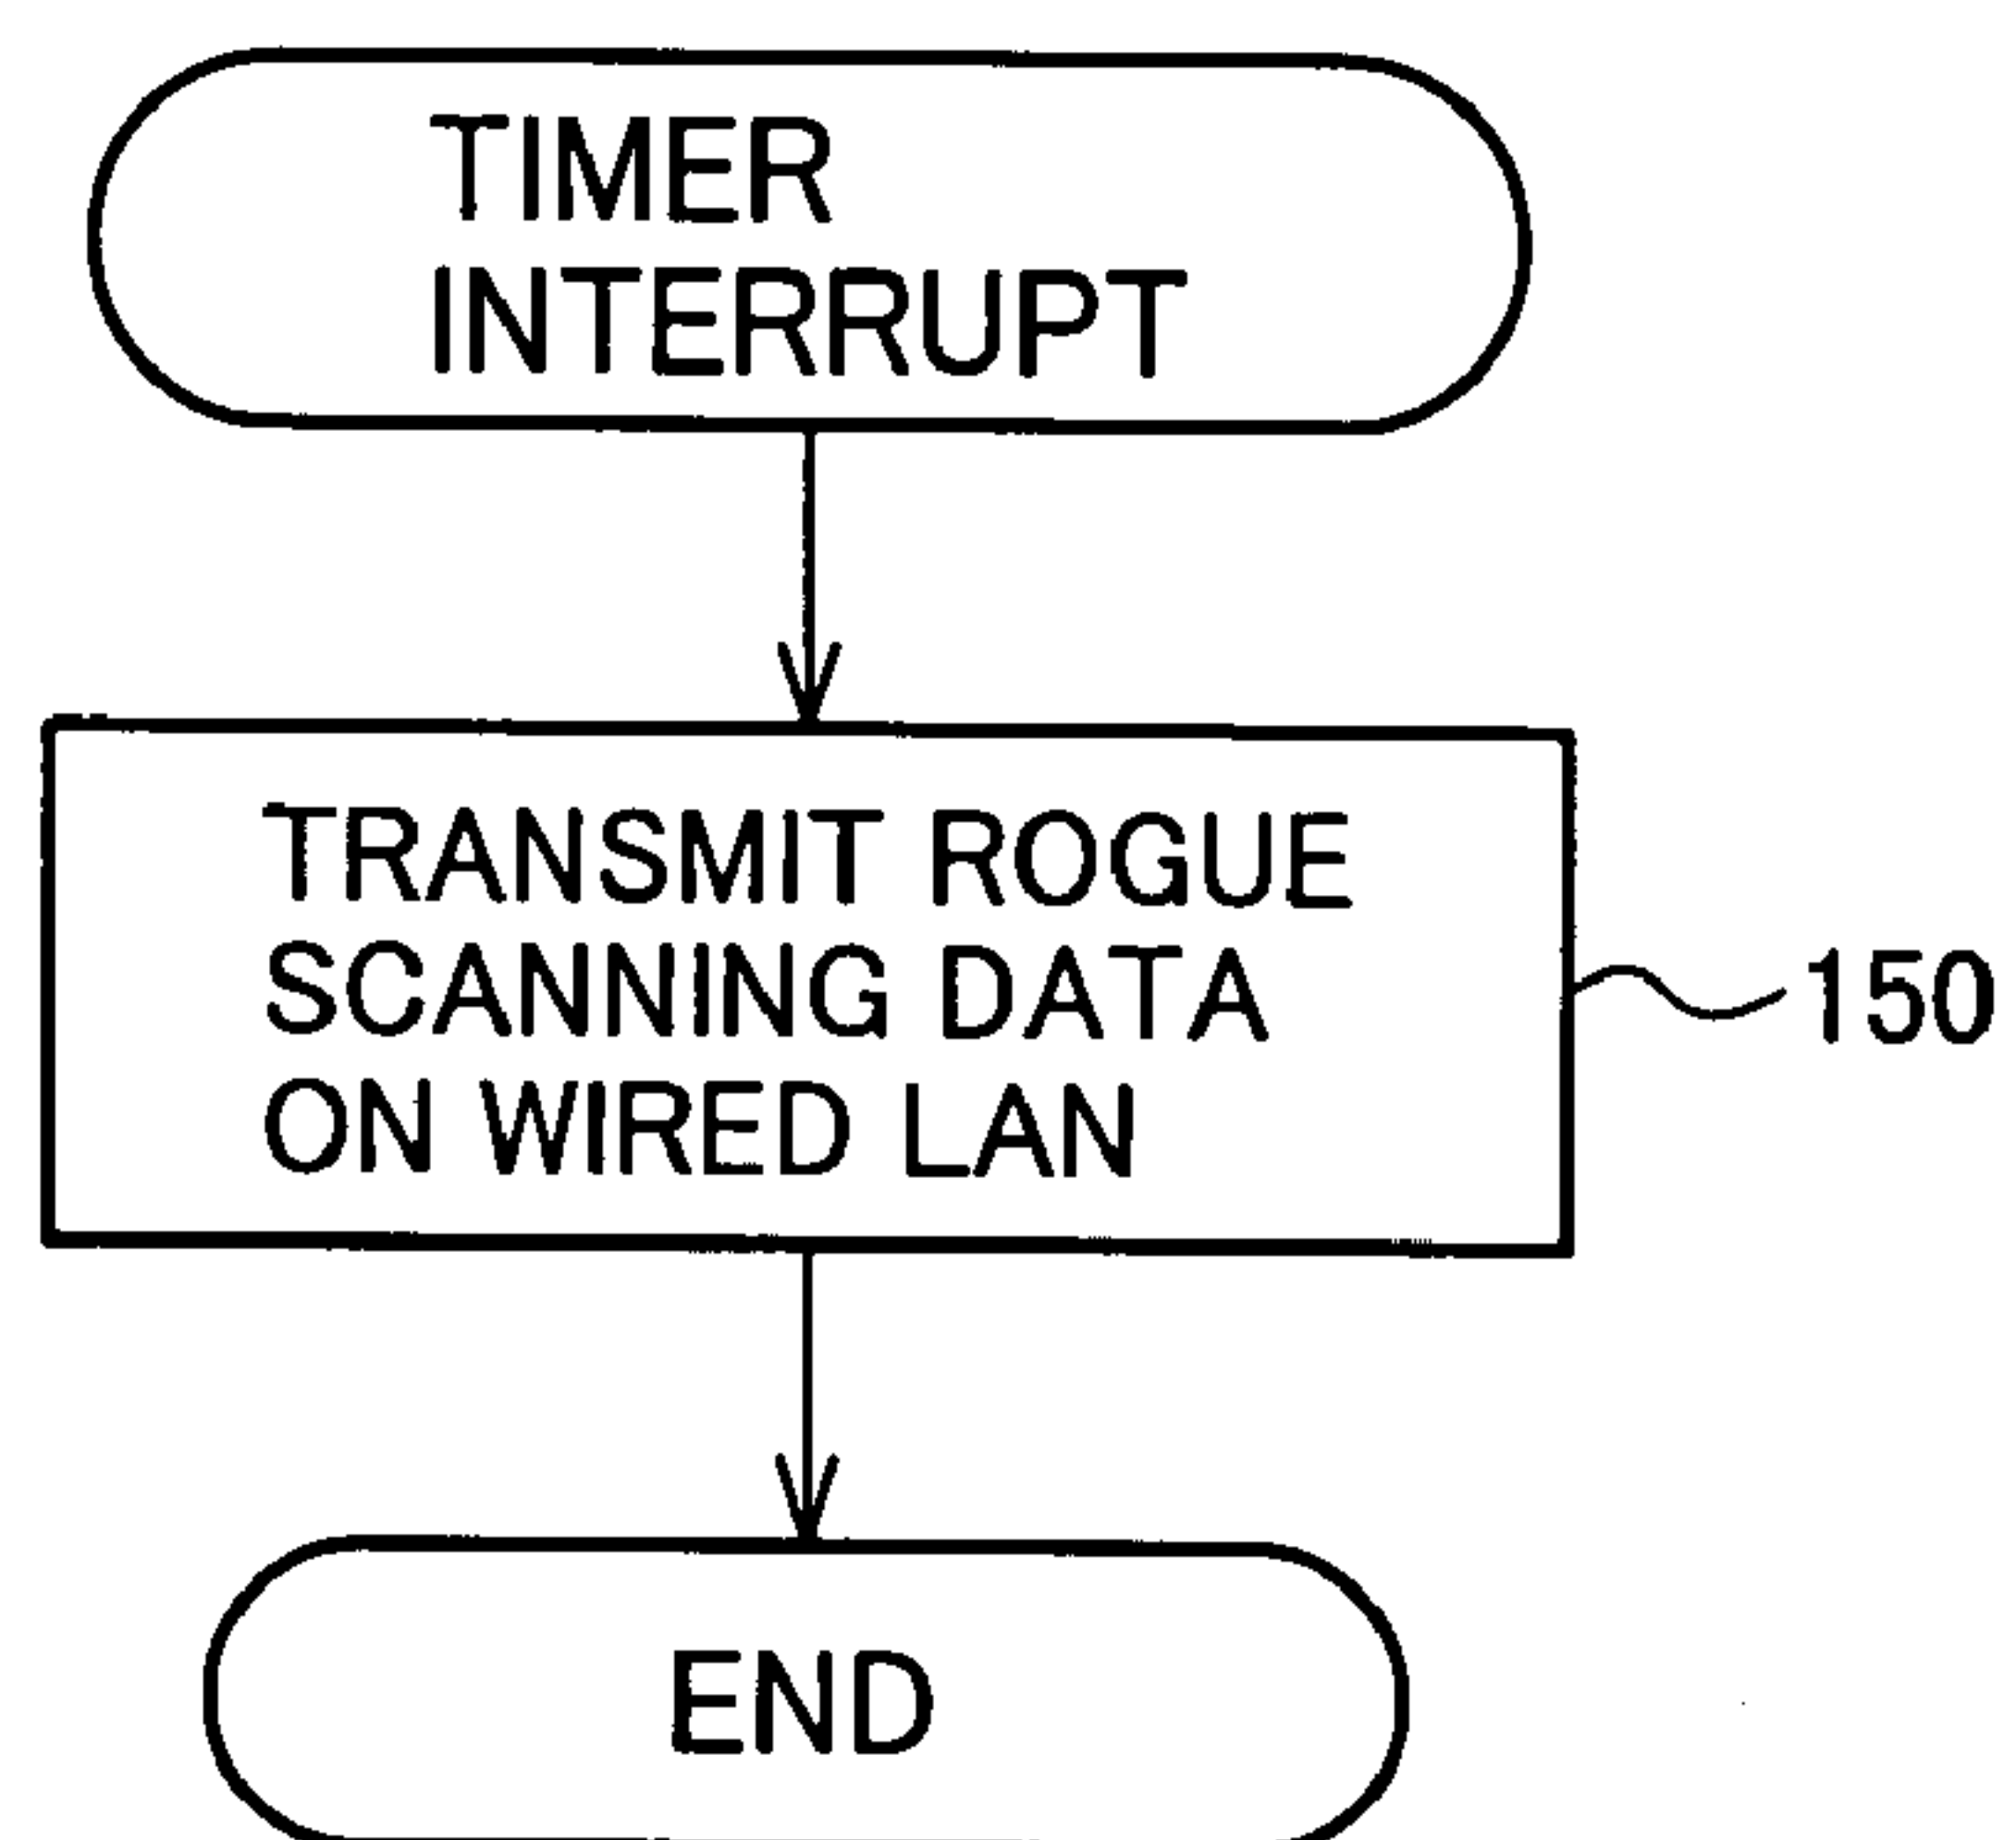 TIMER
INTERRUPT
TRANSMIT ROGUE
SCANNING DATA
ON WIRED LAN
150
END